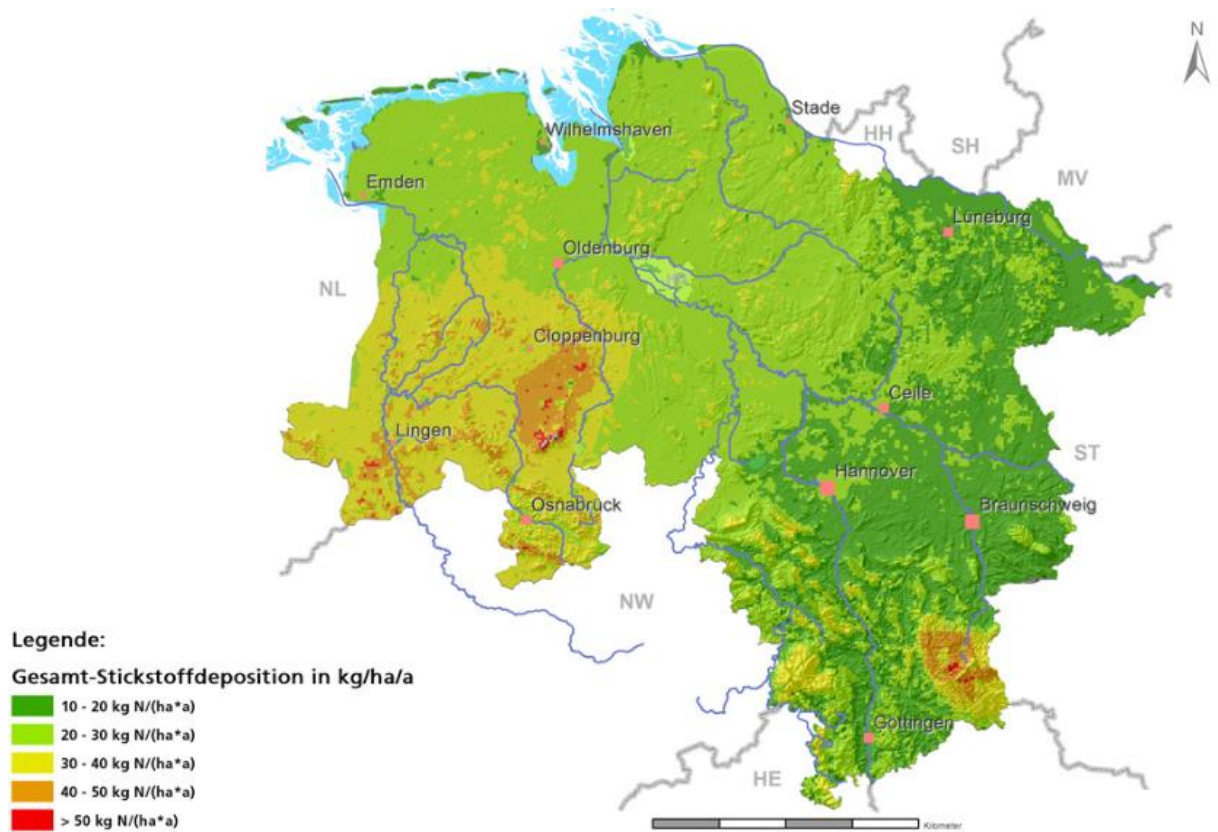 N
Stade
HH
SH
Wilhelmshaven
MV
Emden
Lüneburg
Oldenburg
NL
Cloppenburg
Celle
Lingen
ST
Hannover
Osnabrück
Braunschweig
NW
Göttingen
HE
Legende:
Gesamt-Stickstoffdeposition in kg/ha/a
10 - 20 kg N/(ha*a)
20 - 30 kg N/(ha*a)
30 - 40 kg N/(ha*a)
40 - 50 kg N/(ha*a)
> 50 kg N/(ha*a)
Kilometer